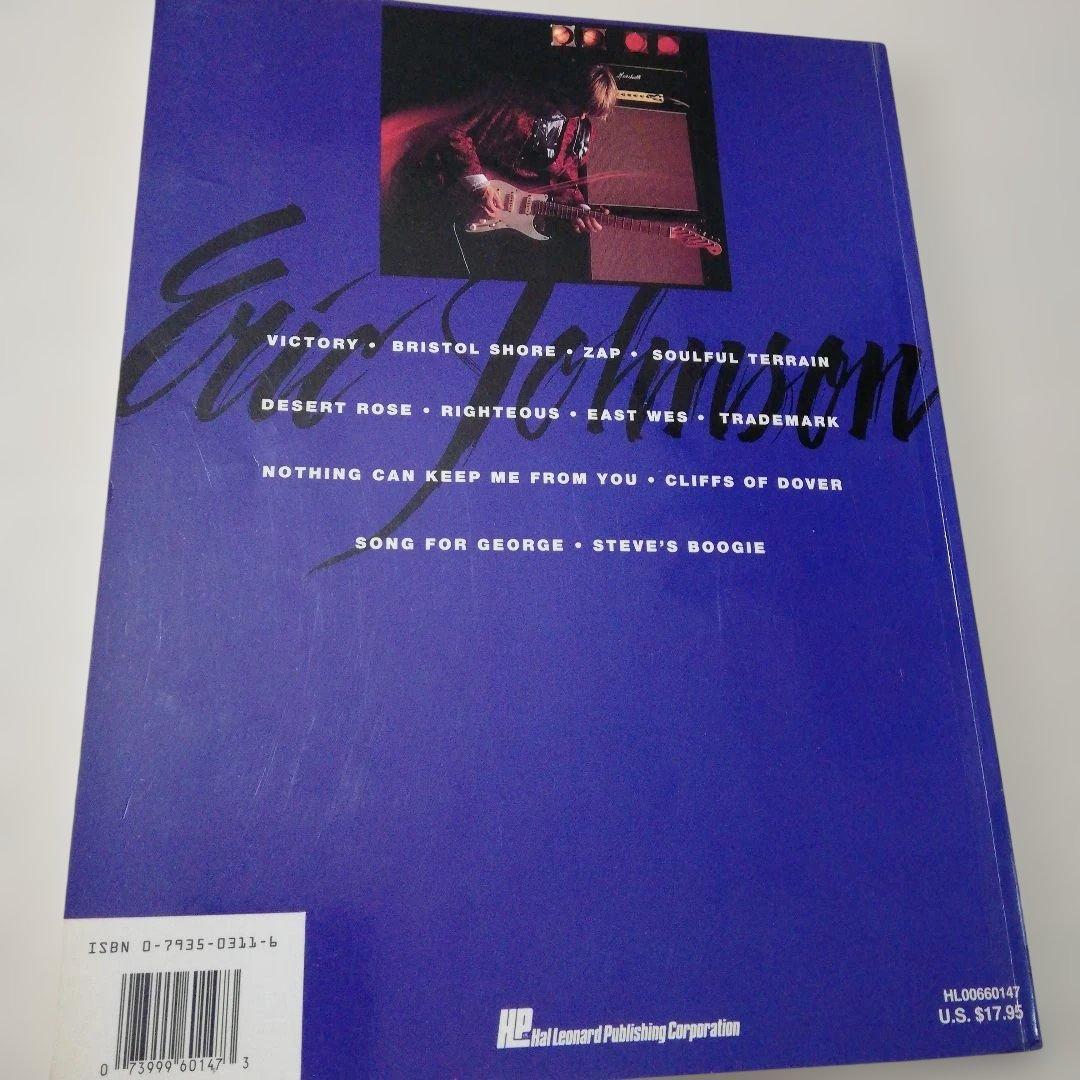 Marshall
Eric Johnson
VICTORY • BRISTOL SHORE • ZAP • SOULFUL TERRAIN
DESERT ROSE • RIGHTEOUS • EAST WES • TRADEMARK
NOTHING CAN KEEP ME FROM YOU • CLIFFS OF DOVER
SONG FOR GEORGE • STEVE'S BOOGIE
ISBN 0-7935-0311-6
0 73999 60147 3
HL Hal Leonard Publishing Corporation
HL00660147
U.S. $17.95